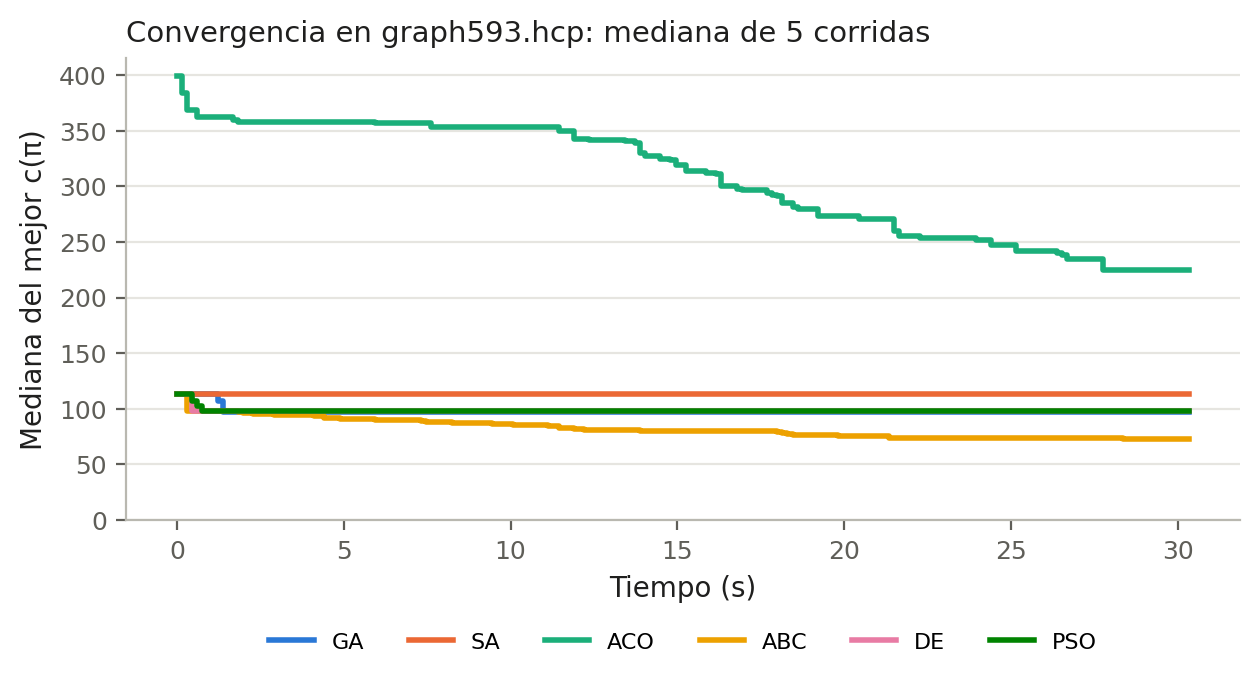 Convergencia en graph593.hcp: mediana de 5 corridas
Mediana del mejor c(π)
400
350
300
250
200
150
100
50
0
0 5 10 15 20 25 30
Tiempo (s)
GA SA ACO ABC DE PSO